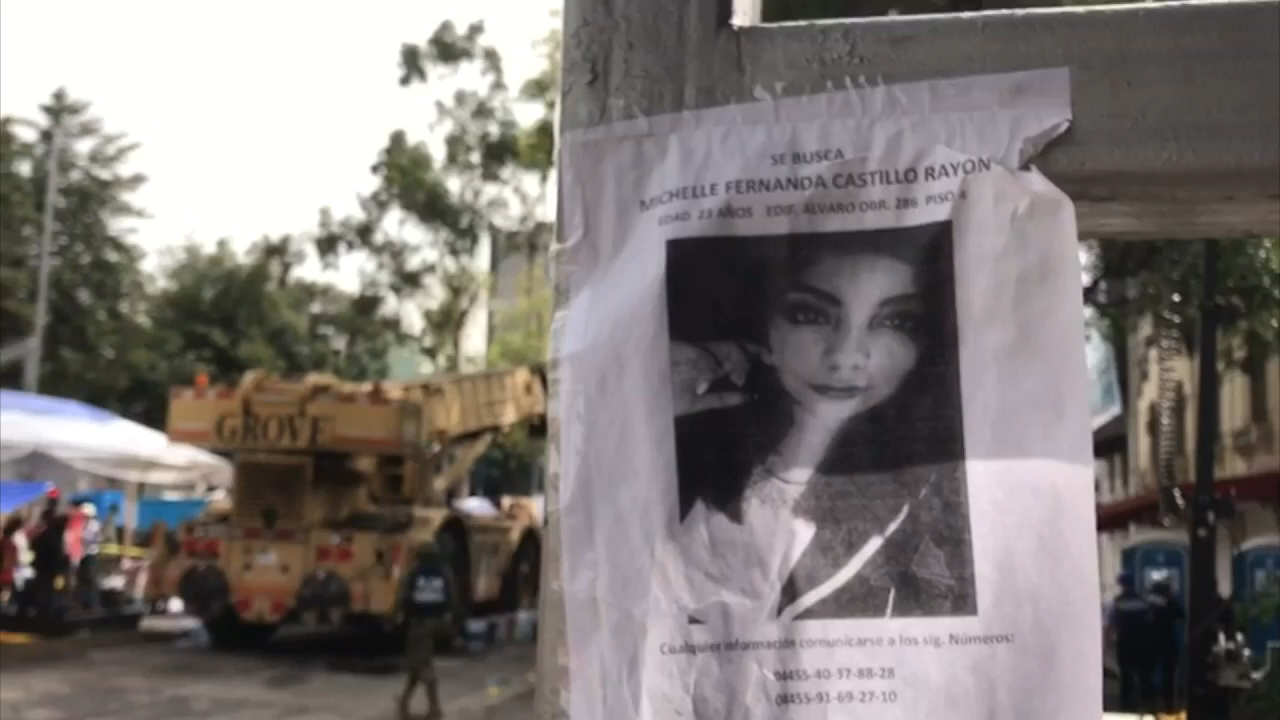 SE BUSCA
MICHELLE FERNANDA CASTILLO RAYON
EDAD 23 AÑOS EDIF. ALVARO OBR. 286 PISO 4
Cualquier información comunicarse a los sig. Números:
04455-40-37-88-28
04455-91-69-27-10
GROVE